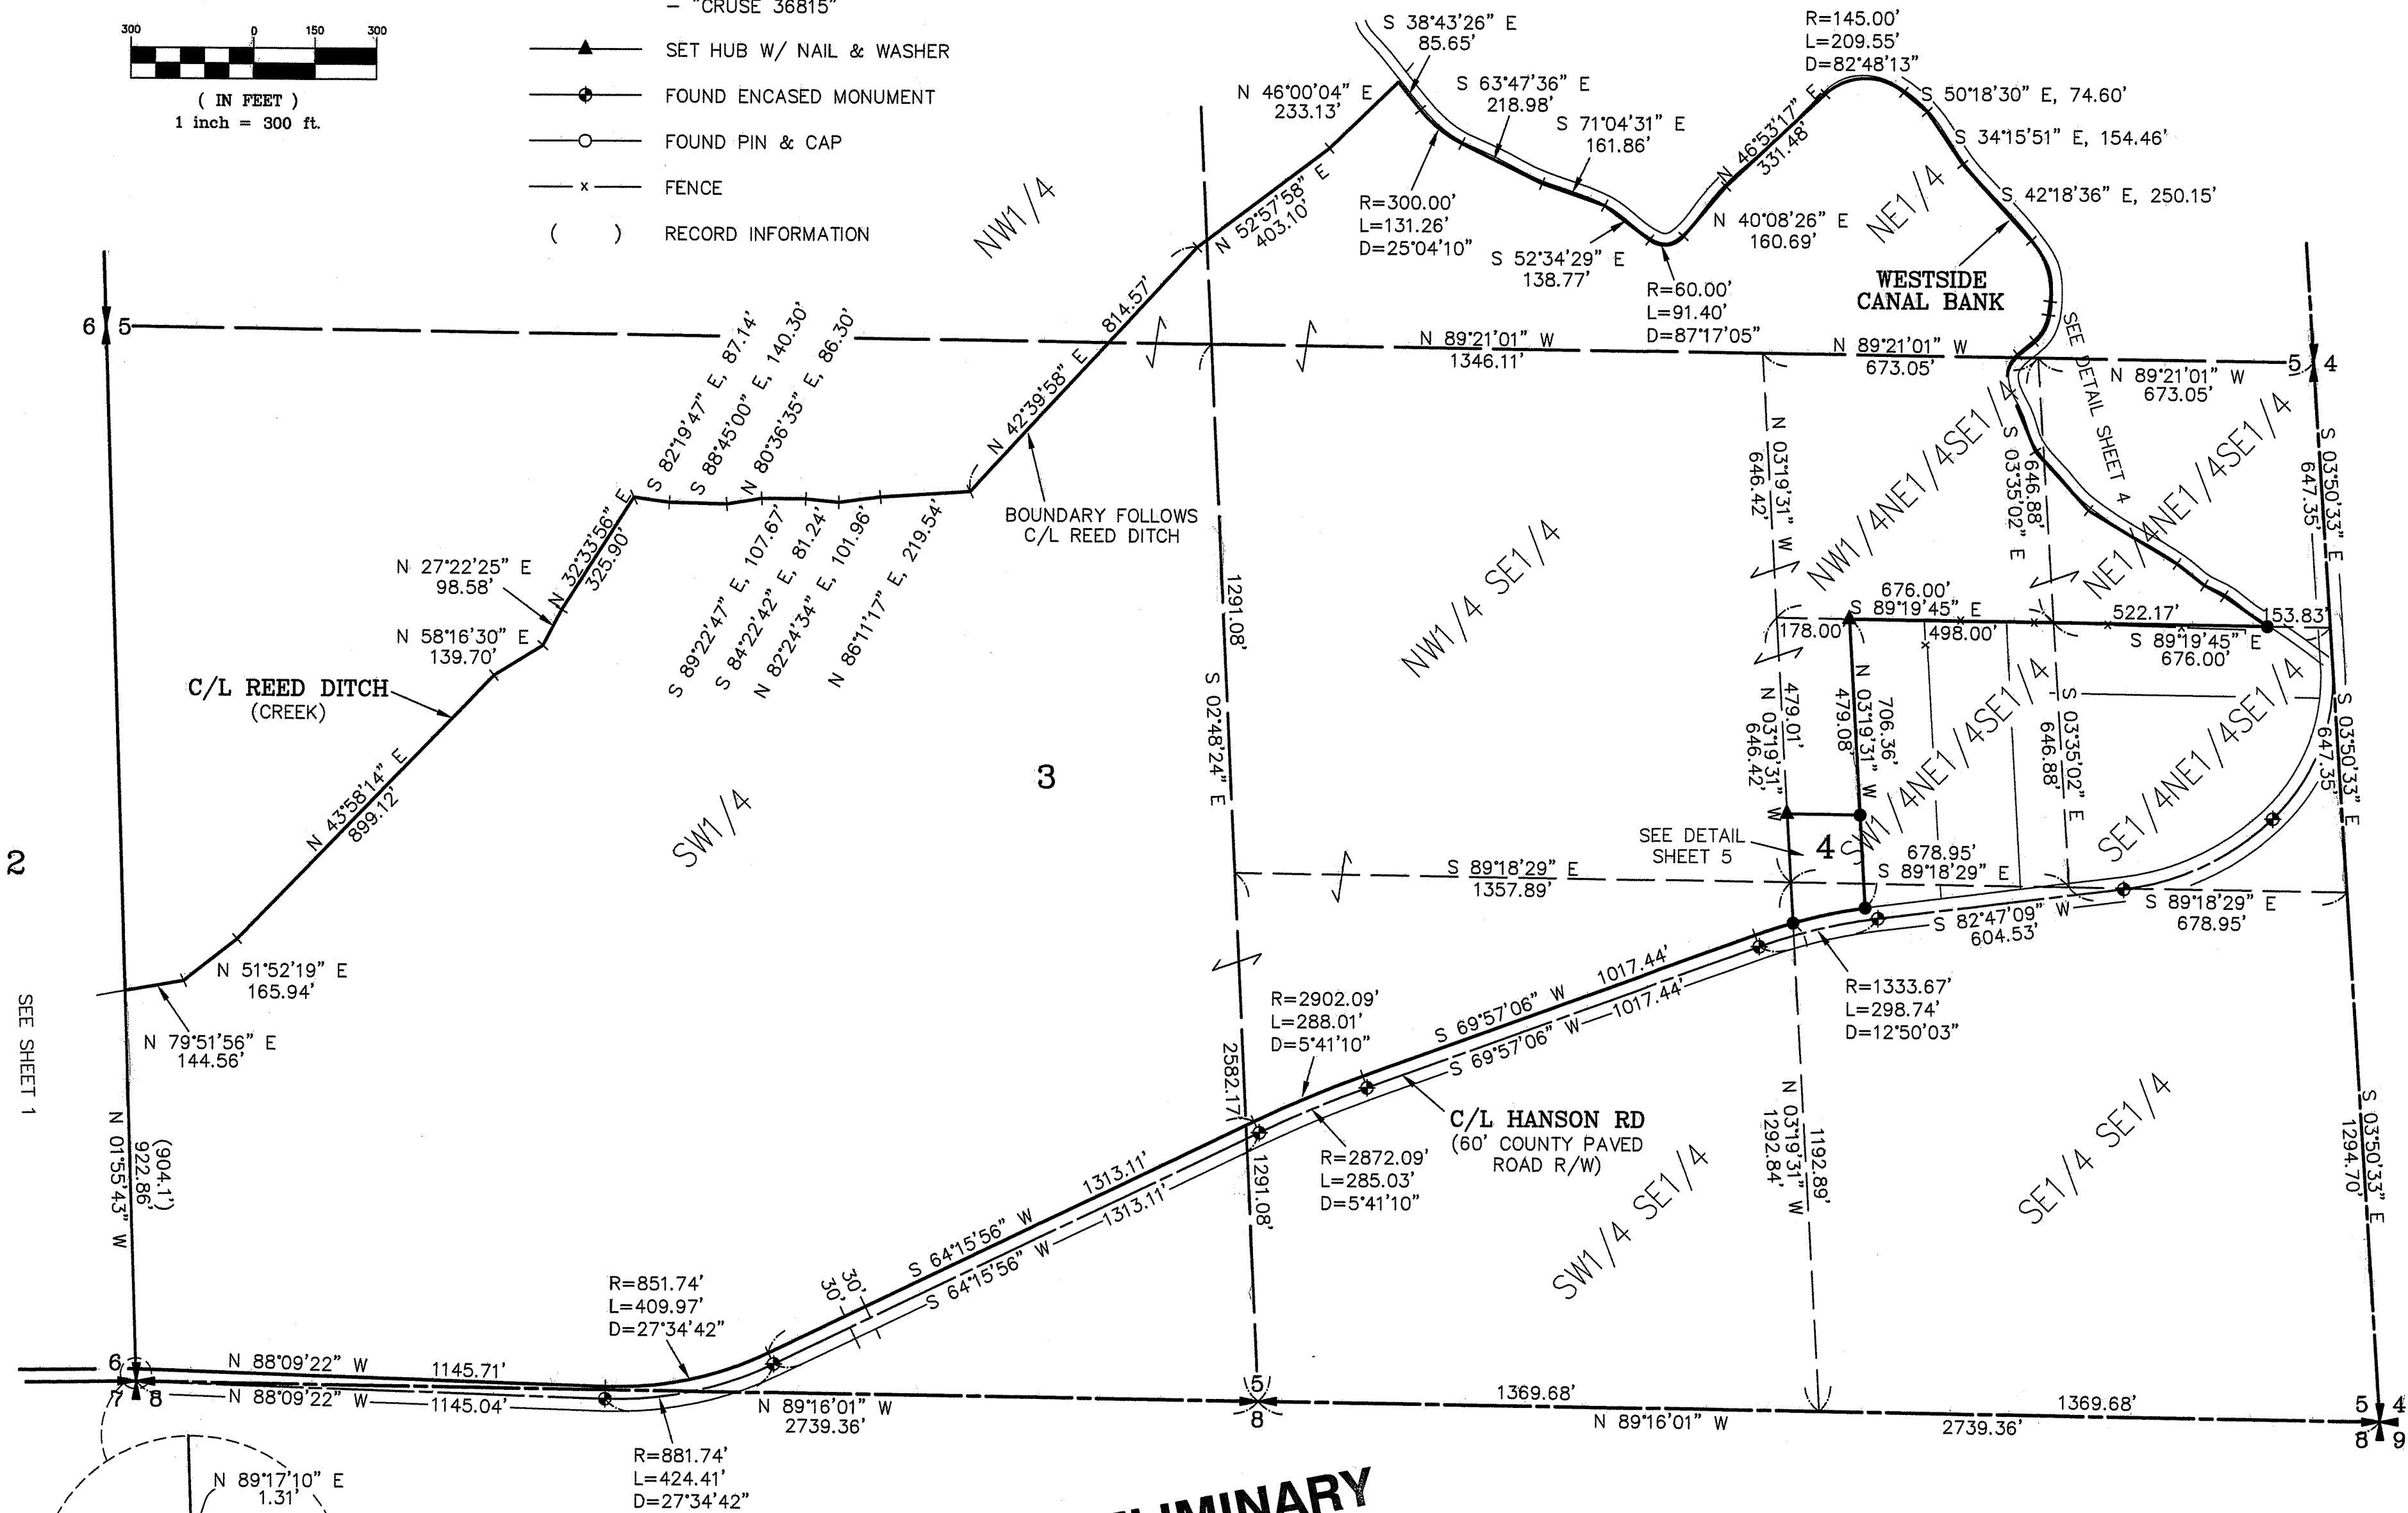 – "CRUSE 36815"
300 0 150 300
( IN FEET )
1 inch = 300 ft.
SET HUB W/ NAIL & WASHER
FOUND ENCASED MONUMENT
FOUND PIN & CAP
x FENCE
( ) RECORD INFORMATION
S 38°43'26" E
85.65'
N 46°00'04" E
233.13'
S 63°47'36" E
218.98'
S 71°04'31" E
161.86'
R=145.00'
L=209.55'
D=82°48'13"
S 50°18'30" E, 74.60'
S 34°15'51" E, 154.46'
S 42°18'36" E, 250.15'
N 46°53'17" E
331.48'
N 40°08'26" E
160.69'
R=300.00'
L=131.26'
D=25°04'10"
S 52°34'29" E
138.77'
R=60.00'
L=91.40'
D=87°17'05"
NW1/4
NE1/4
WESTSIDE
CANAL BANK
N 52°57'58" E
403.10'
6 5
N 89°21'01" W
1346.11'
N 89°21'01" W
673.05'
N 89°21'01" W
673.05'
5 4
SEE DETAIL SHEET 4
814.57'
N 42°39'58" E
S 82°19'47" E, 87.14'
S 88°45'00" E, 140.30'
N 80°36'35" E, 86.30'
S 89°22'47" E, 107.67'
S 84°22'42" E, 81.24'
N 82°24'34" E, 101.96'
N 86°11'17" E, 219.54'
BOUNDARY FOLLOWS
C/L REED DITCH
N 32°33'56" E
325.90'
N 27°22'25" E
98.58'
N 58°16'30" E
139.70'
C/L REED DITCH
(CREEK)
N 43°58'14" E
899.12'
N 51°52'19" E
165.94'
N 79°51'56" E
144.56'
2
SEE SHEET 1
SW1/4
3
1291.08'
S 02°48'24" E
2582.17'
1291.08'
NW1/4 SE1/4
N 03°19'31" W
646.42'
NW1/4NE1/4SE1/4
S 03°35'02" E
646.88'
NE1/4NE1/4SE1/4
S 03°50'33" E
647.35'
676.00'
S 89°19'45" E
178.00'
498.00'
522.17'
153.83'
S 89°19'45" E
676.00'
479.01'
N 03°19'31" W
646.42'
706.36'
N 03°19'31" W
479.08'
SW1/4NE1/4SE1/4
S 03°35'02" E
646.88'
SE1/4NE1/4SE1/4
S 03°50'33" E
647.35'
SEE DETAIL
SHEET 5
4
S 89°18'29" E
1357.89'
678.95'
S 89°18'29" E
S 82°47'09" W
604.53'
S 89°18'29" E
678.95'
R=1333.67'
L=298.74'
D=12°50'03"
R=2902.09'
L=288.01'
D=5°41'10"
1017.44'
S 69°57'06" W
S 69°57'06" W 1017.44'
C/L HANSON RD
(60' COUNTY PAVED
ROAD R/W)
R=2872.09'
L=285.03'
D=5°41'10"
1192.89'
N 03°19'31" W
1292.84'
SW1/4 SE1/4
SE1/4 SE1/4
S 03°50'33" E
1294.70'
(904.1')
922.86'
N 01°55'43" W
1313.11'
S 64°15'56" W
S 64°15'56" W 1313.11'
30'
30'
R=851.74'
L=409.97'
D=27°34'42"
6
7 8
N 88°09'22" W 1145.71'
N 88°09'22" W 1145.04'
N 89°16'01" W
2739.36'
R=881.74'
L=424.41'
D=27°34'42"
5
8
1369.68'
N 89°16'01" W
1369.68'
2739.36'
5 4
8 9
N 89°17'10" E
1.31'